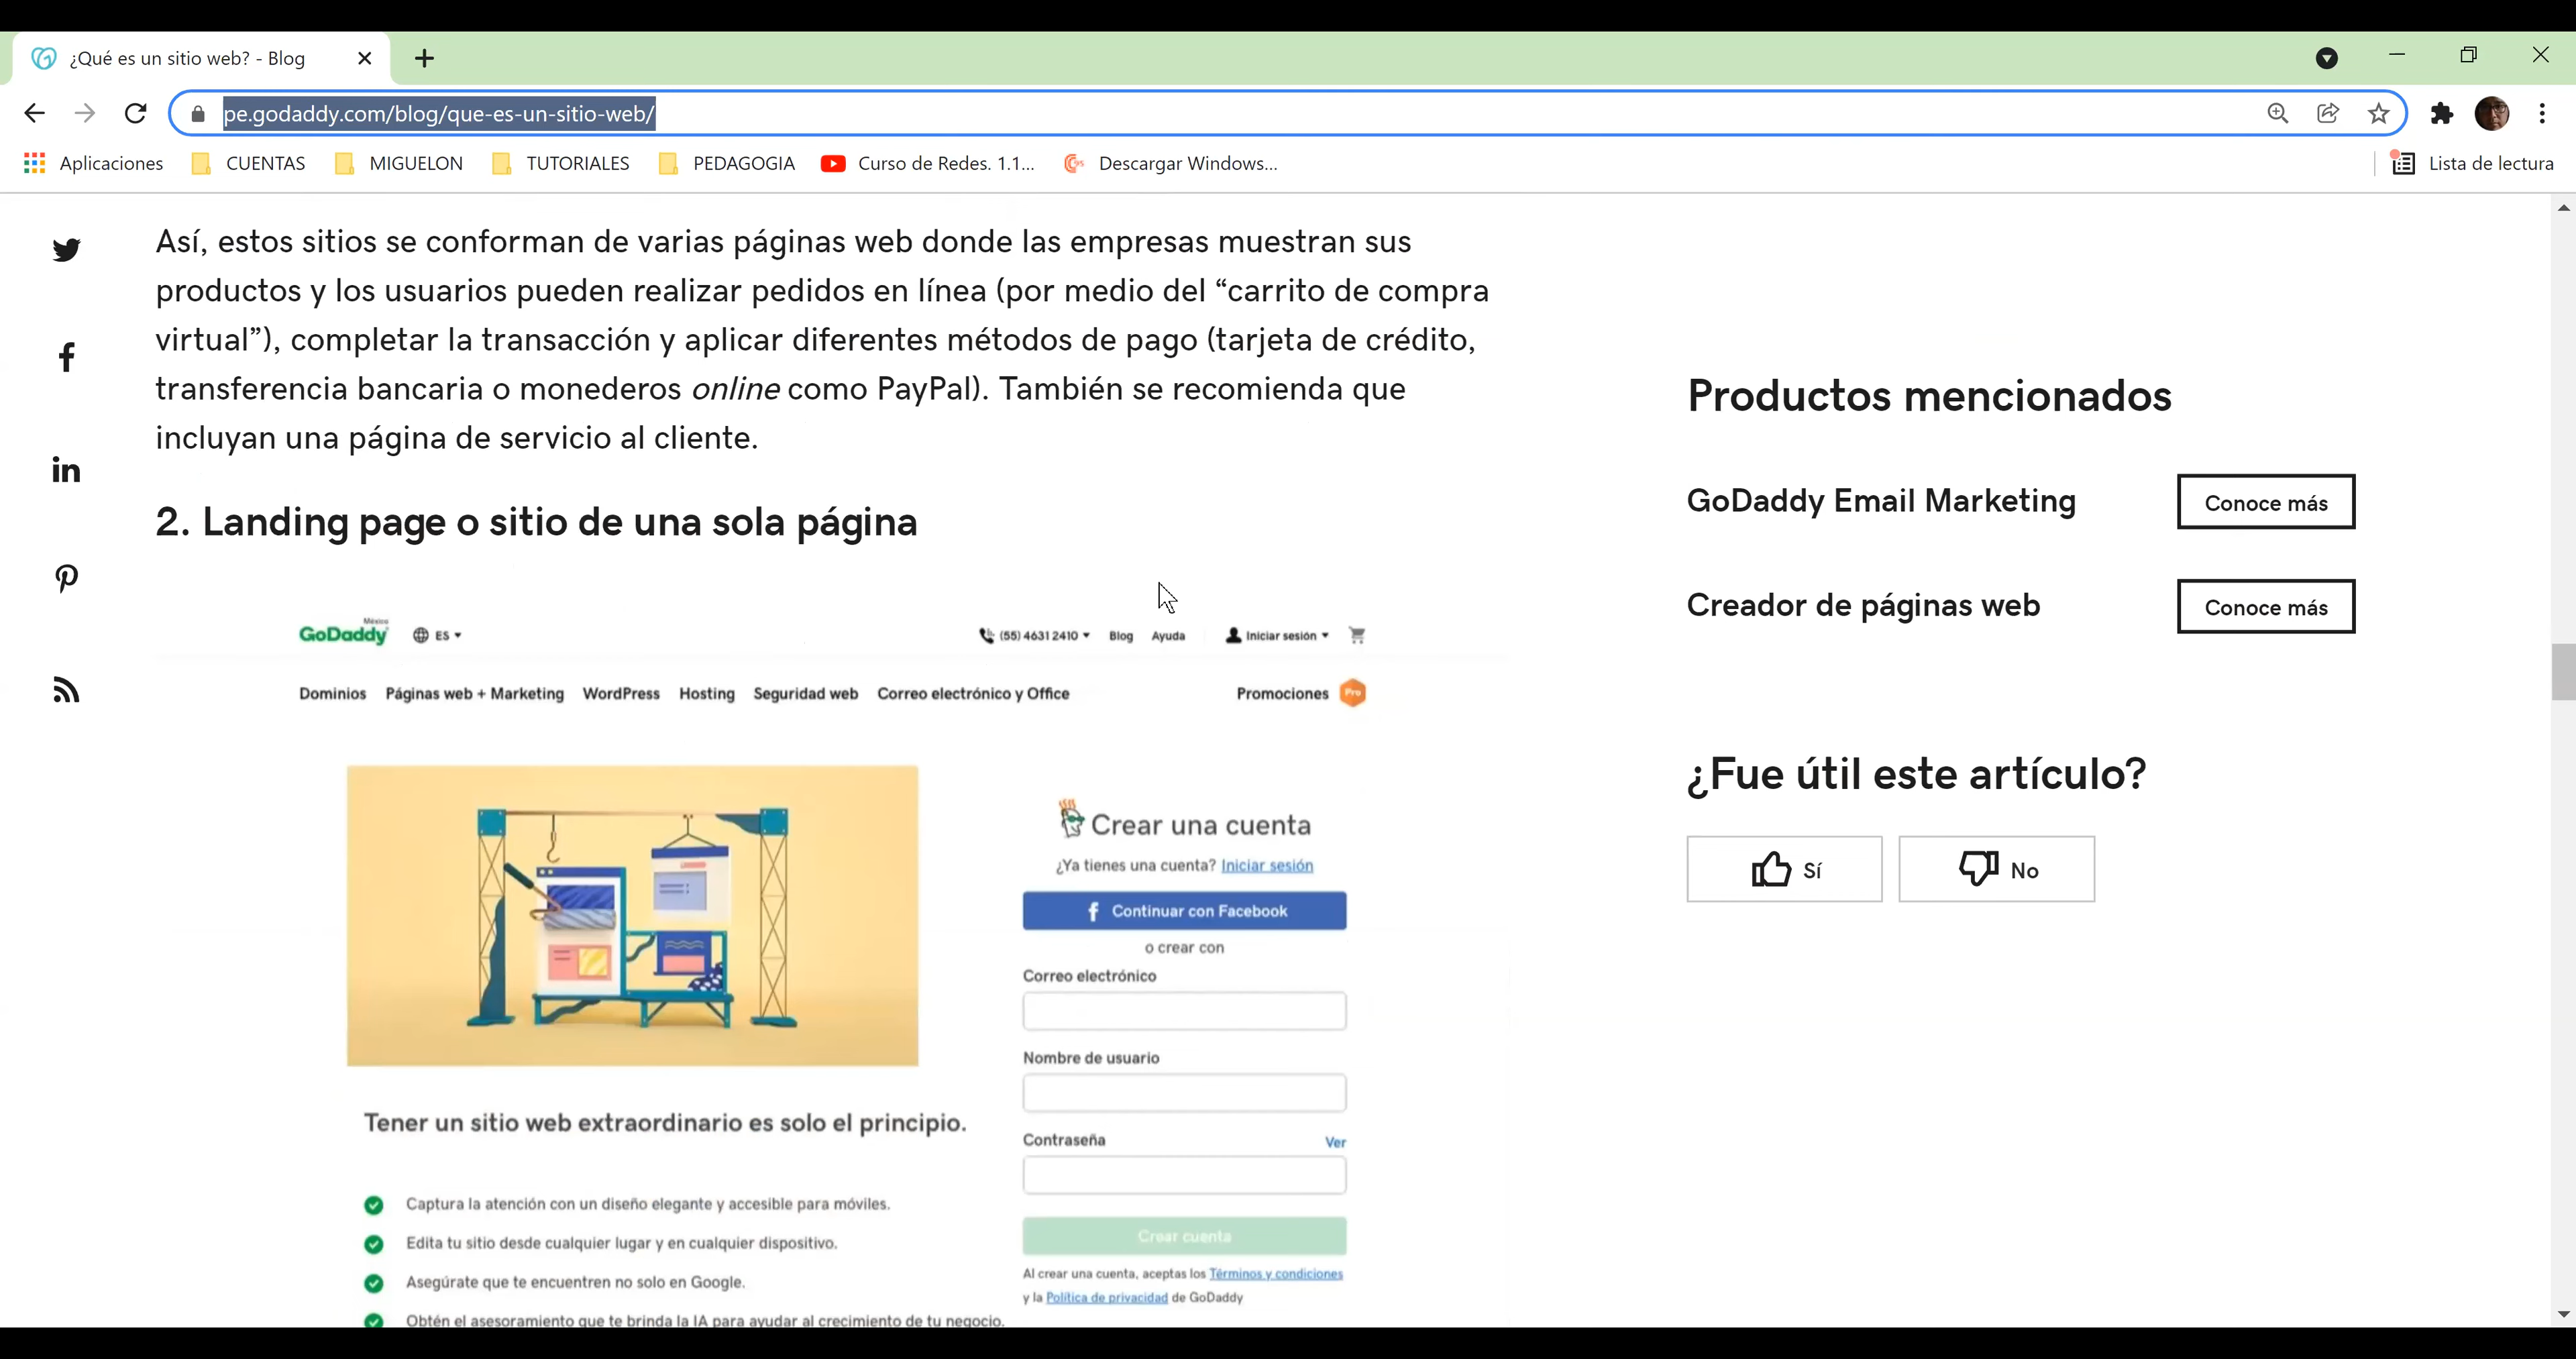 ¿Qué es un sitio web? - Blog
pe.godaddy.com/blog/que-es-un-sitio-web/
Aplicaciones CUENTAS MIGUELON TUTORIALES PEDAGOGIA Curso de Redes. 1.1... Descargar Windows... Lista de lectura
Así, estos sitios se conforman de varias páginas web donde las empresas muestran sus
productos y los usuarios pueden realizar pedidos en línea (por medio del “carrito de compra
virtual”), completar la transacción y aplicar diferentes métodos de pago (tarjeta de crédito,
transferencia bancaria o monederos online como PayPal). También se recomienda que
incluyan una página de servicio al cliente.
2. Landing page o sitio de una sola página
México
GoDaddy ES (55) 4631 2410 Blog Ayuda Iniciar sesión
Dominios Páginas web + Marketing WordPress Hosting Seguridad web Correo electrónico y Office Promociones Pro
Crear una cuenta
¿Ya tienes una cuenta? Iniciar sesión
Continuar con Facebook
o crear con
Correo electrónico
Nombre de usuario
Contraseña Ver
Crear cuenta
Al crear una cuenta, aceptas los Términos y condiciones
y la Política de privacidad de GoDaddy
Tener un sitio web extraordinario es solo el principio.
Captura la atención con un diseño elegante y accesible para móviles.
Edita tu sitio desde cualquier lugar y en cualquier dispositivo.
Asegúrate que te encuentren no solo en Google.
Obtén el asesoramiento que te brinda la IA para ayudar al crecimiento de tu negocio.
Productos mencionados
GoDaddy Email Marketing Conoce más
Creador de páginas web Conoce más
¿Fue útil este artículo?
Sí No